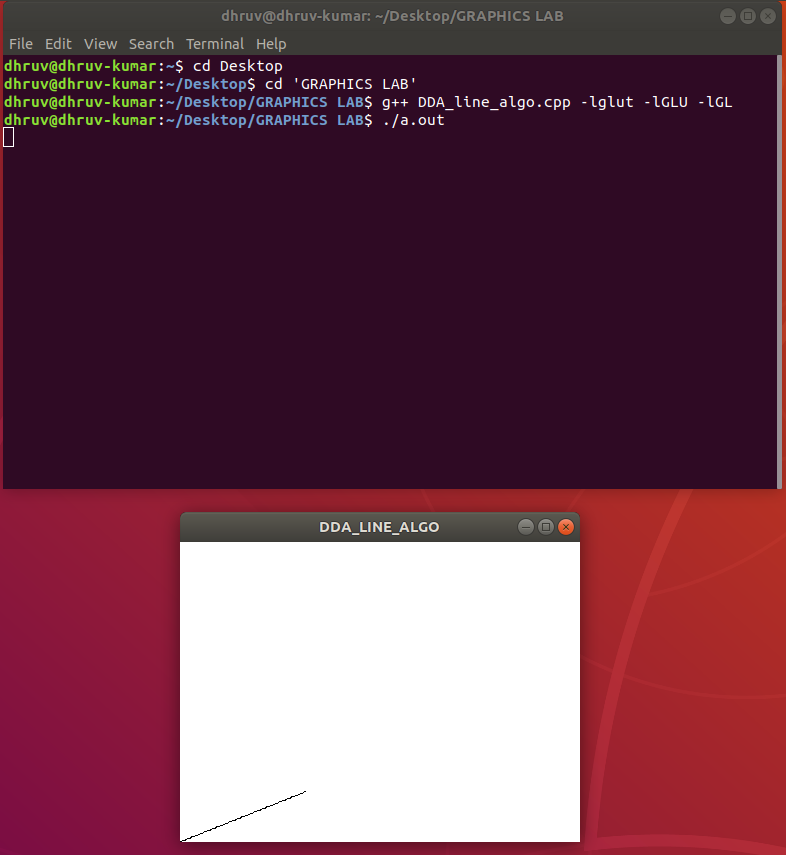 dhruv@dhruv-kumar: ~/Desktop/GRAPHICS LAB
File Edit View Search Terminal Help
dhruv@dhruv-kumar:~$ cd Desktop
dhruv@dhruv-kumar:~/Desktop$ cd 'GRAPHICS LAB'
dhruv@dhruv-kumar:~/Desktop/GRAPHICS LAB$ g++ DDA_line_algo.cpp -lglut -lGLU -lGL
dhruv@dhruv-kumar:~/Desktop/GRAPHICS LAB$ ./a.out
DDA_LINE_ALGO